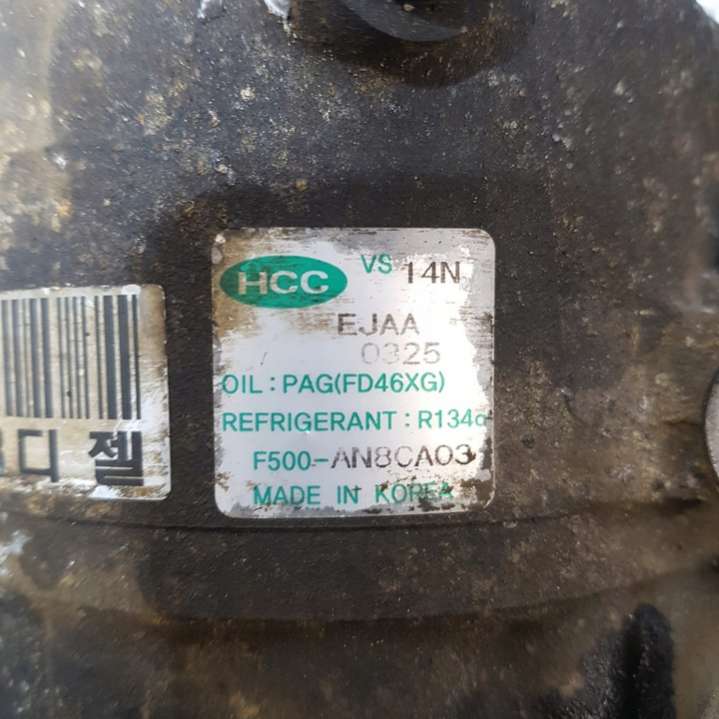 HCC VS 14N
EJAA
0325
OIL : PAG(FD46XG)
REFRIGERANT : R134a
F500-AN8CA03
MADE IN KOREA
디 젤